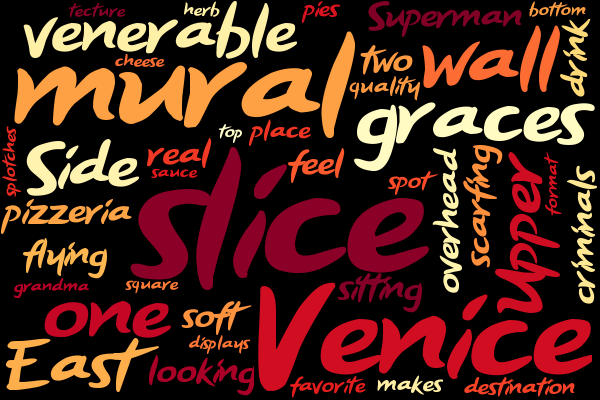 tecture
herb
pies
Superman
bottom
venerable
cheese
two
wall
drink
mural
quality
graces
top
place
splotches
Side
real
sauce
feel
spot
overhead
scarfing
Upper
format
criminals
pizzeria
slice
flying
grandma
square
sitting
one
soft
displays
Venice
East
looking
favorite
makes
destination